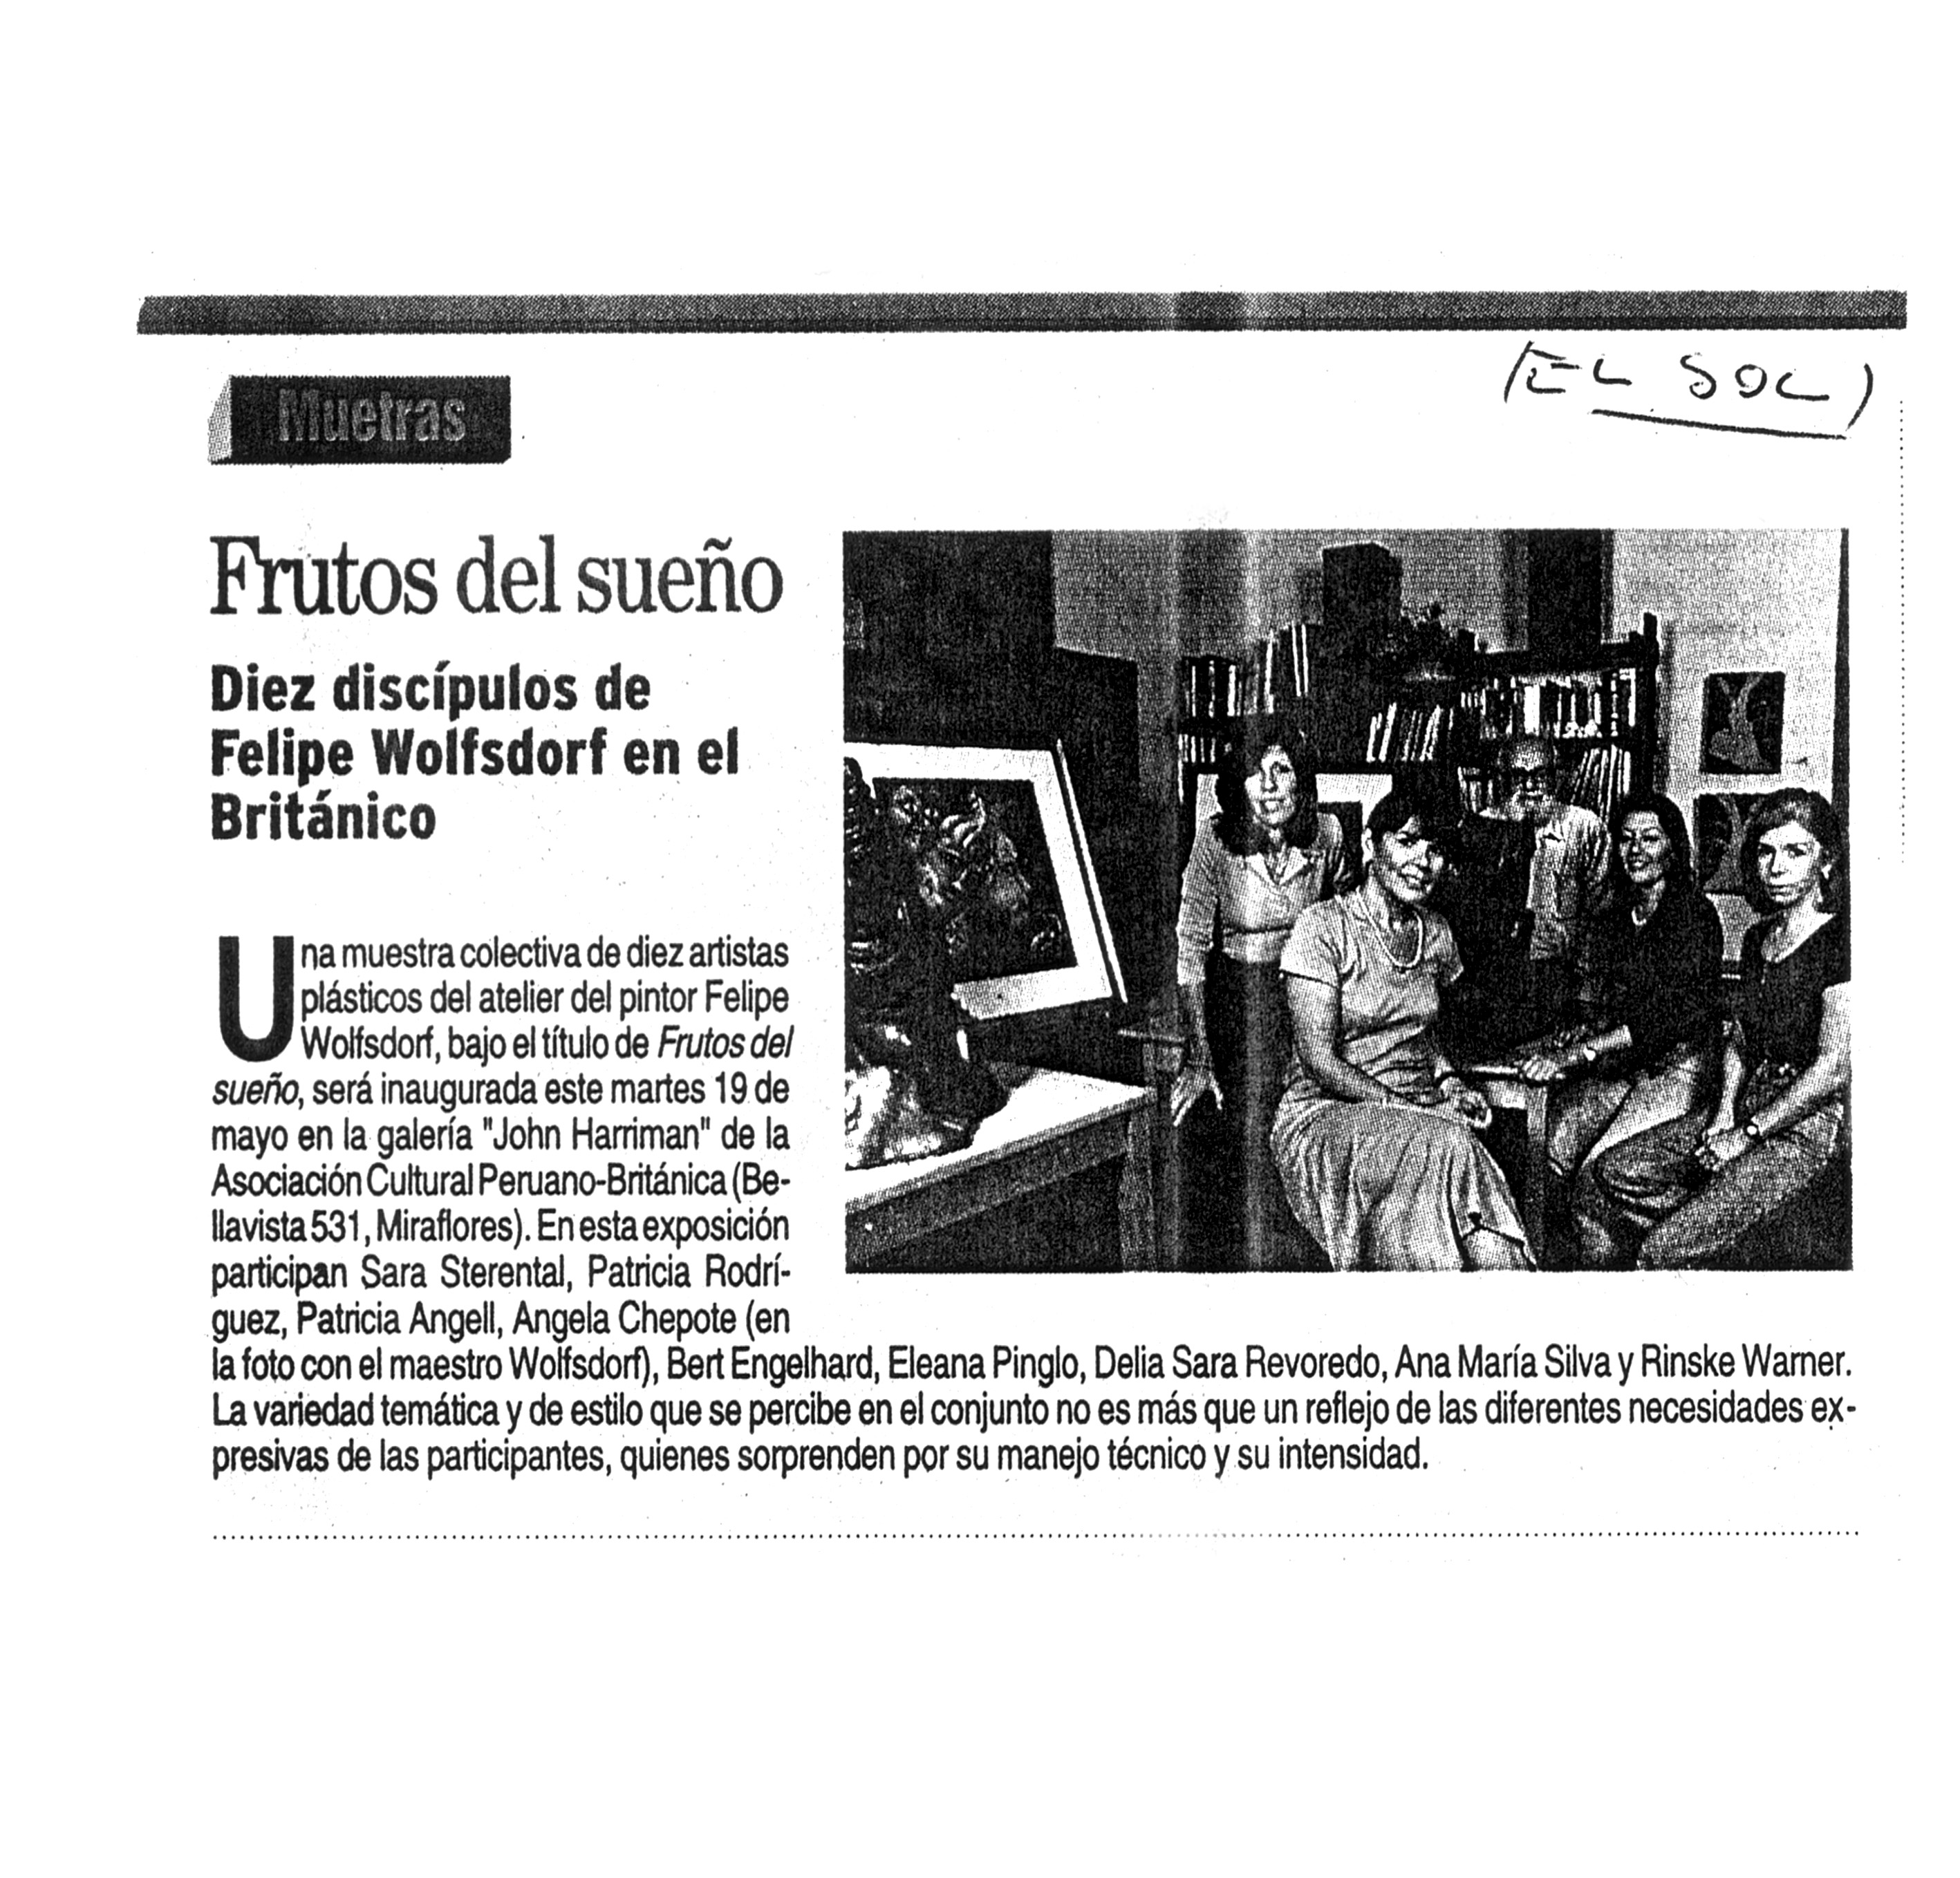 (EL SOL)
Muetras
Frutos del sueño
Diez discípulos de
Felipe Wolfsdorf en el
Británico
Una muestra colectiva de diez artistas
plásticos del atelier del pintor Felipe
Wolfsdorf, bajo el título de Frutos del
sueño, será inaugurada este martes 19 de
mayo en la galería "John Harriman" de la
Asociación Cultural Peruano-Británica (Be-
llavista 531, Miraflores). En esta exposición
participan Sara Sterental, Patricia Rodrí-
guez, Patricia Angell, Angela Chepote (en
la foto con el maestro Wolfsdorf), Bert Engelhard, Eleana Pinglo, Delia Sara Revoredo, Ana María Silva y Rinske Warner.
La variedad temática y de estilo que se percibe en el conjunto no es más que un reflejo de las diferentes necesidades ex-
presivas de las participantes, quienes sorprenden por su manejo técnico y su intensidad.